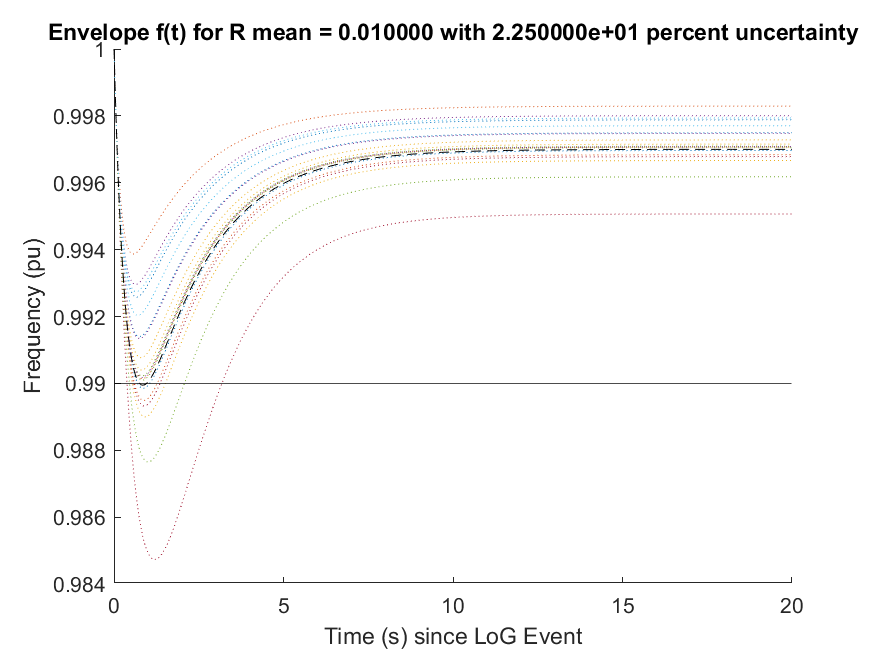 Envelope f(t) for R mean = 0.010000 with 2.250000e+01 percent uncertainty
1
0.998
0.996
0.994
0.992
0.99
0.988
0.986
0.984
Frequency (pu)
0 5 10 15 20
Time (s) since LoG Event